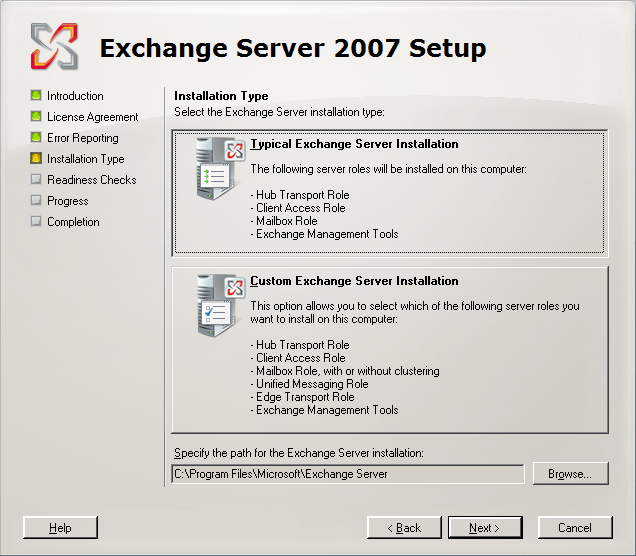 Exchange Server 2007 Setup
Introduction
License Agreement
Error Reporting
Installation Type
Readiness Checks
Progress
Completion
Installation Type
Select the Exchange Server installation type:
Typical Exchange Server Installation
The following server roles will be installed on this computer:
- Hub Transport Role
- Client Access Role
- Mailbox Role
- Exchange Management Tools
Custom Exchange Server Installation
This option allows you to select which of the following server roles you
want to install on this computer:
- Hub Transport Role
- Client Access Role
- Mailbox Role, with or without clustering
- Unified Messaging Role
- Edge Transport Role
- Exchange Management Tools
Specify the path for the Exchange Server installation:
C:\Program Files\Microsoft\Exchange Server
Browse...
Help
< Back
Next >
Cancel